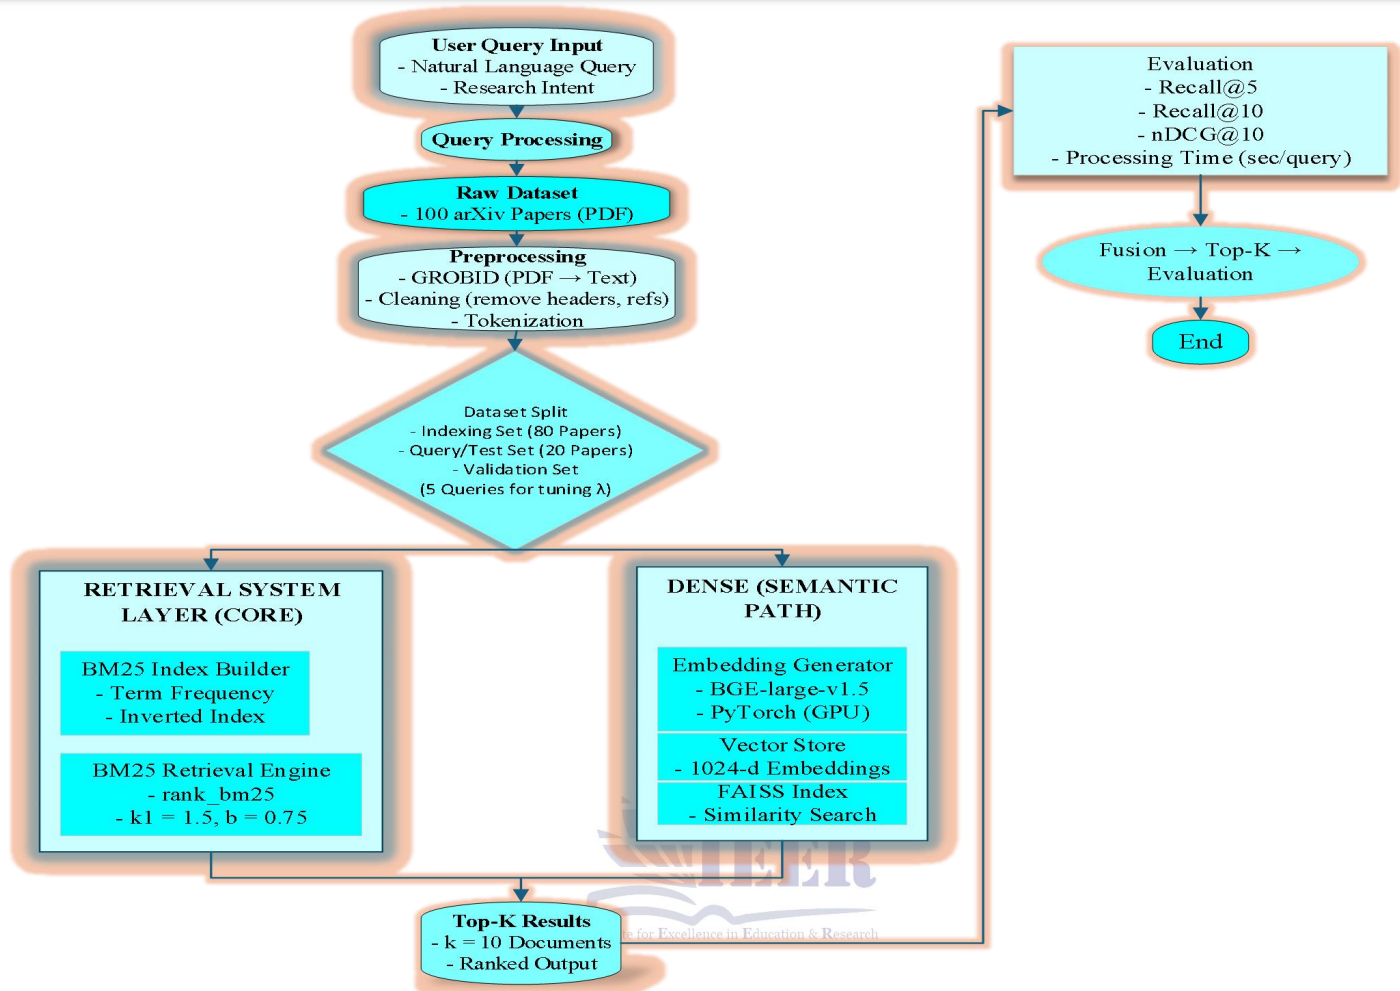 User Query Input
- Natural Language Query
- Research Intent
Query Processing
Raw Dataset
- 100 arXiv Papers (PDF)
Preprocessing
- GROBID (PDF → Text)
- Cleaning (remove headers, refs)
- Tokenization
Dataset Split
- Indexing Set (80 Papers)
- Query/Test Set (20 Papers)
- Validation Set
(5 Queries for tuning λ)
RETRIEVAL SYSTEM
LAYER (CORE)
BM25 Index Builder
- Term Frequency
- Inverted Index
BM25 Retrieval Engine
- rank_bm25
- k1 = 1.5, b = 0.75
DENSE (SEMANTIC
PATH)
Embedding Generator
- BGE-large-v1.5
- PyTorch (GPU)
Vector Store
- 1024-d Embeddings
FAISS Index
- Similarity Search
IEER
for Excellence in Education & Research
Top-K Results
- k = 10 Documents
- Ranked Output
Evaluation
- Recall@5
- Recall@10
- nDCG@10
- Processing Time (sec/query)
Fusion → Top-K →
Evaluation
End